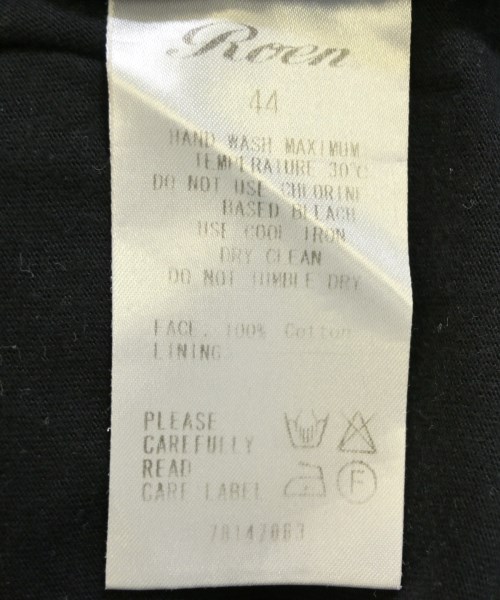 Roen
44
HAND WASH MAXIMUM
TEMPERATURE 30°C
DO NOT USE CHLORINE
BASED BLEACH
USE COOL IRON
DRY CLEAN
DO NOT TUMBLE DRY
FACE. 100% Cotton
LINING
PLEASE
CAREFULLY
READ
CARE LABEL
F